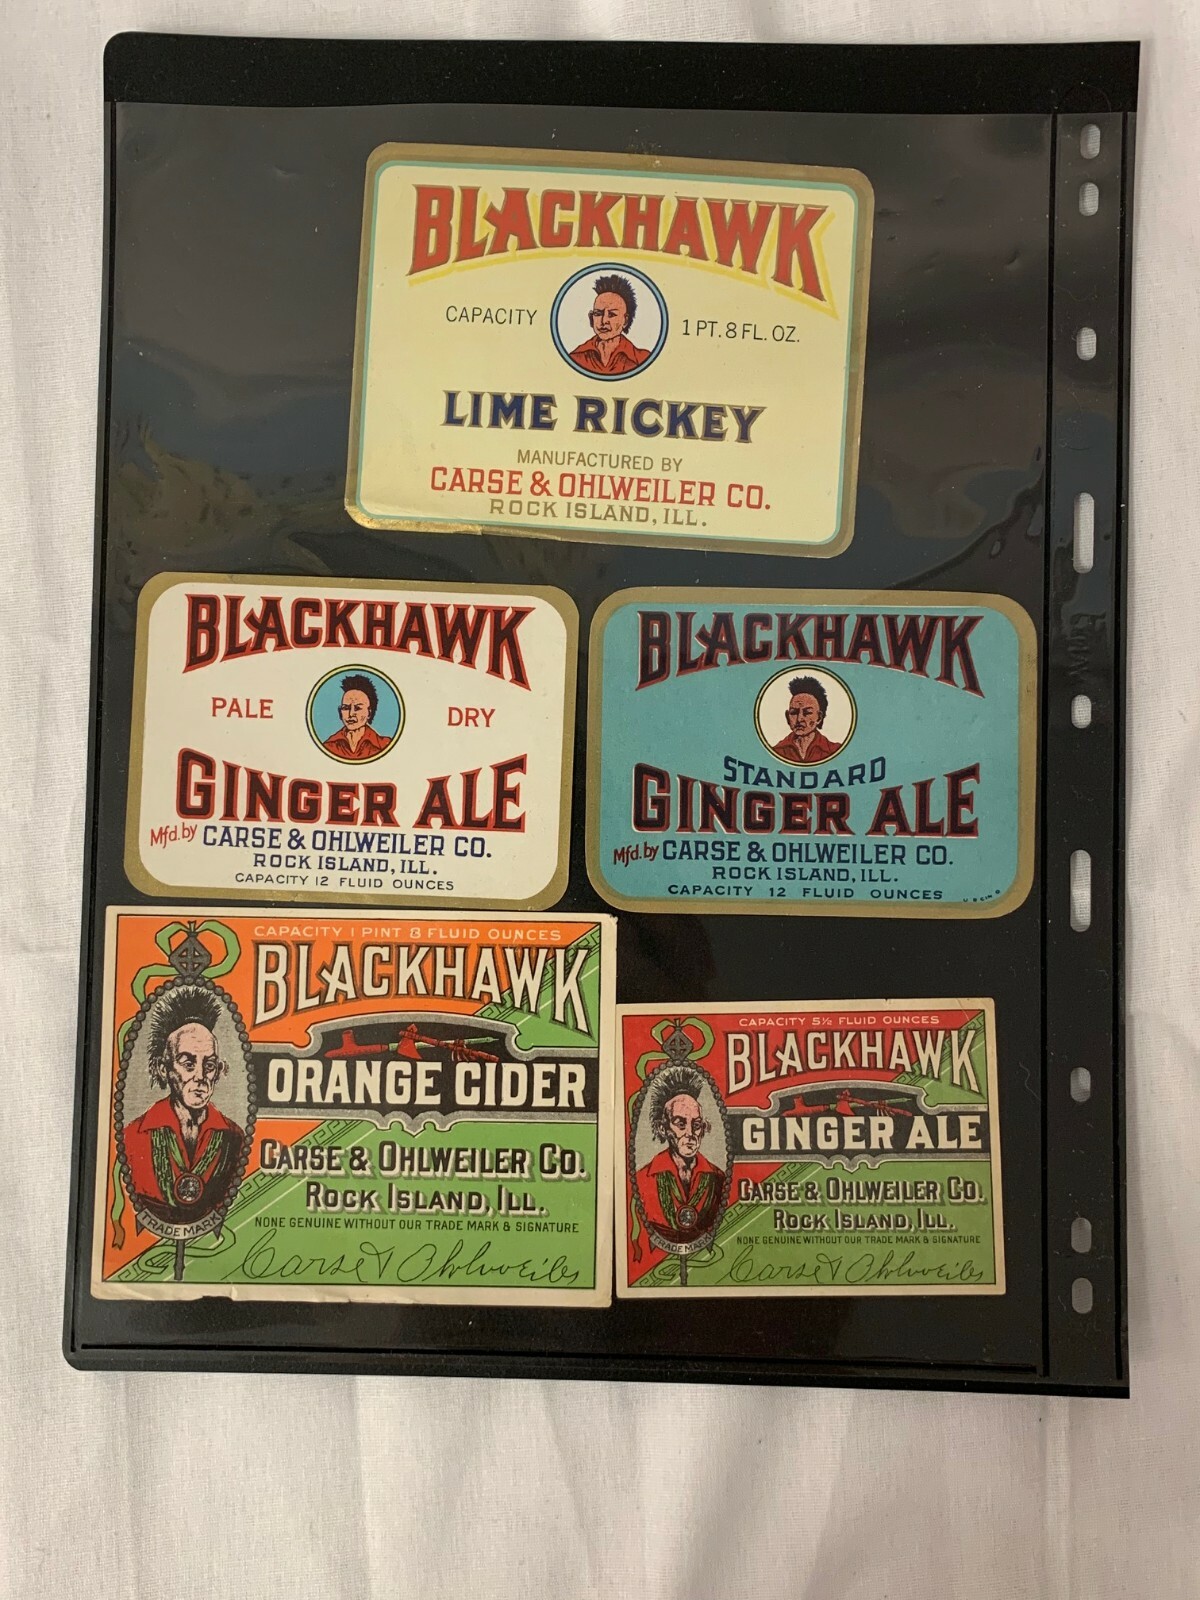 BLACKHAWK
CAPACITY 1 PT. 8 FL. OZ.
LIME RICKEY
MANUFACTURED BY
CARSE & OHLWEILER CO.
ROCK ISLAND, ILL.
BLACKHAWK
PALE DRY
GINGER ALE
Mfd. by CARSE & OHLWEILER CO.
ROCK ISLAND, ILL.
CAPACITY 12 FLUID OUNCES
BLACKHAWK
STANDARD
GINGER ALE
Mfd. by CARSE & OHLWEILER CO.
ROCK ISLAND, ILL.
CAPACITY 12 FLUID OUNCES
CAPACITY 1 PINT 8 FLUID OUNCES
BLACKHAWK
ORANGE CIDER
CARSE & OHLWEILER CO.
ROCK ISLAND, ILL.
NONE GENUINE WITHOUT OUR TRADE MARK & SIGNATURE
TRADE MARK
Carse & Ohlweiler
CAPACITY 5½ FLUID OUNCES
BLACKHAWK
GINGER ALE
CARSE & OHLWEILER CO.
ROCK ISLAND, ILL.
NONE GENUINE WITHOUT OUR TRADE MARK & SIGNATURE
TRADE MARK
Carse & Ohlweiler